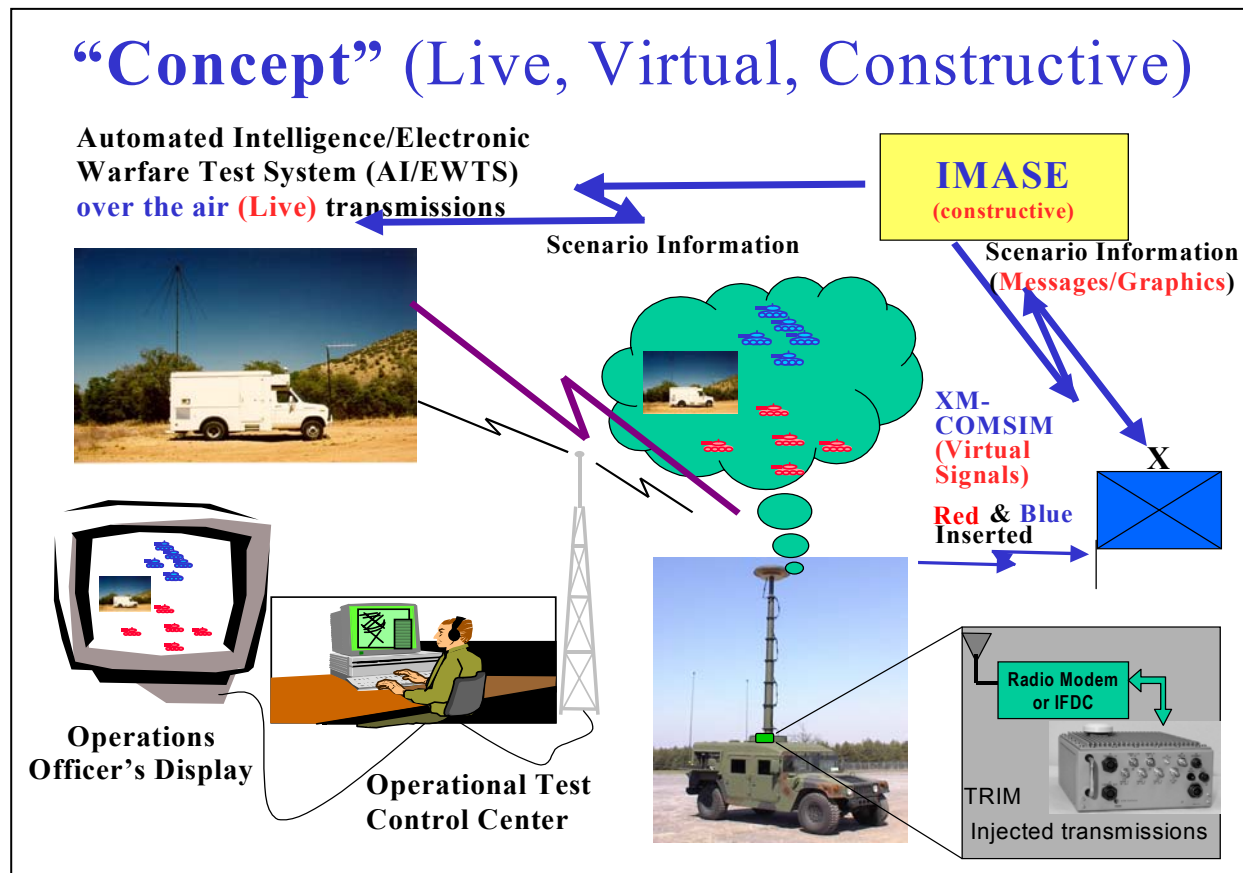 “Concept” (Live, Virtual, Constructive)
Automated Intelligence/Electronic
Warfare Test System (AI/EWTS)
over the air (Live) transmissions
IMASE
(constructive)
Scenario Information
Scenario Information
(Messages/Graphics)
XM-
COMSIM
(Virtual
Signals)
X
Red & Blue
Inserted
Operations
Officer’s Display
Operational Test
Control Center
Radio Modem
or IFDC
TRIM
Injected transmissions